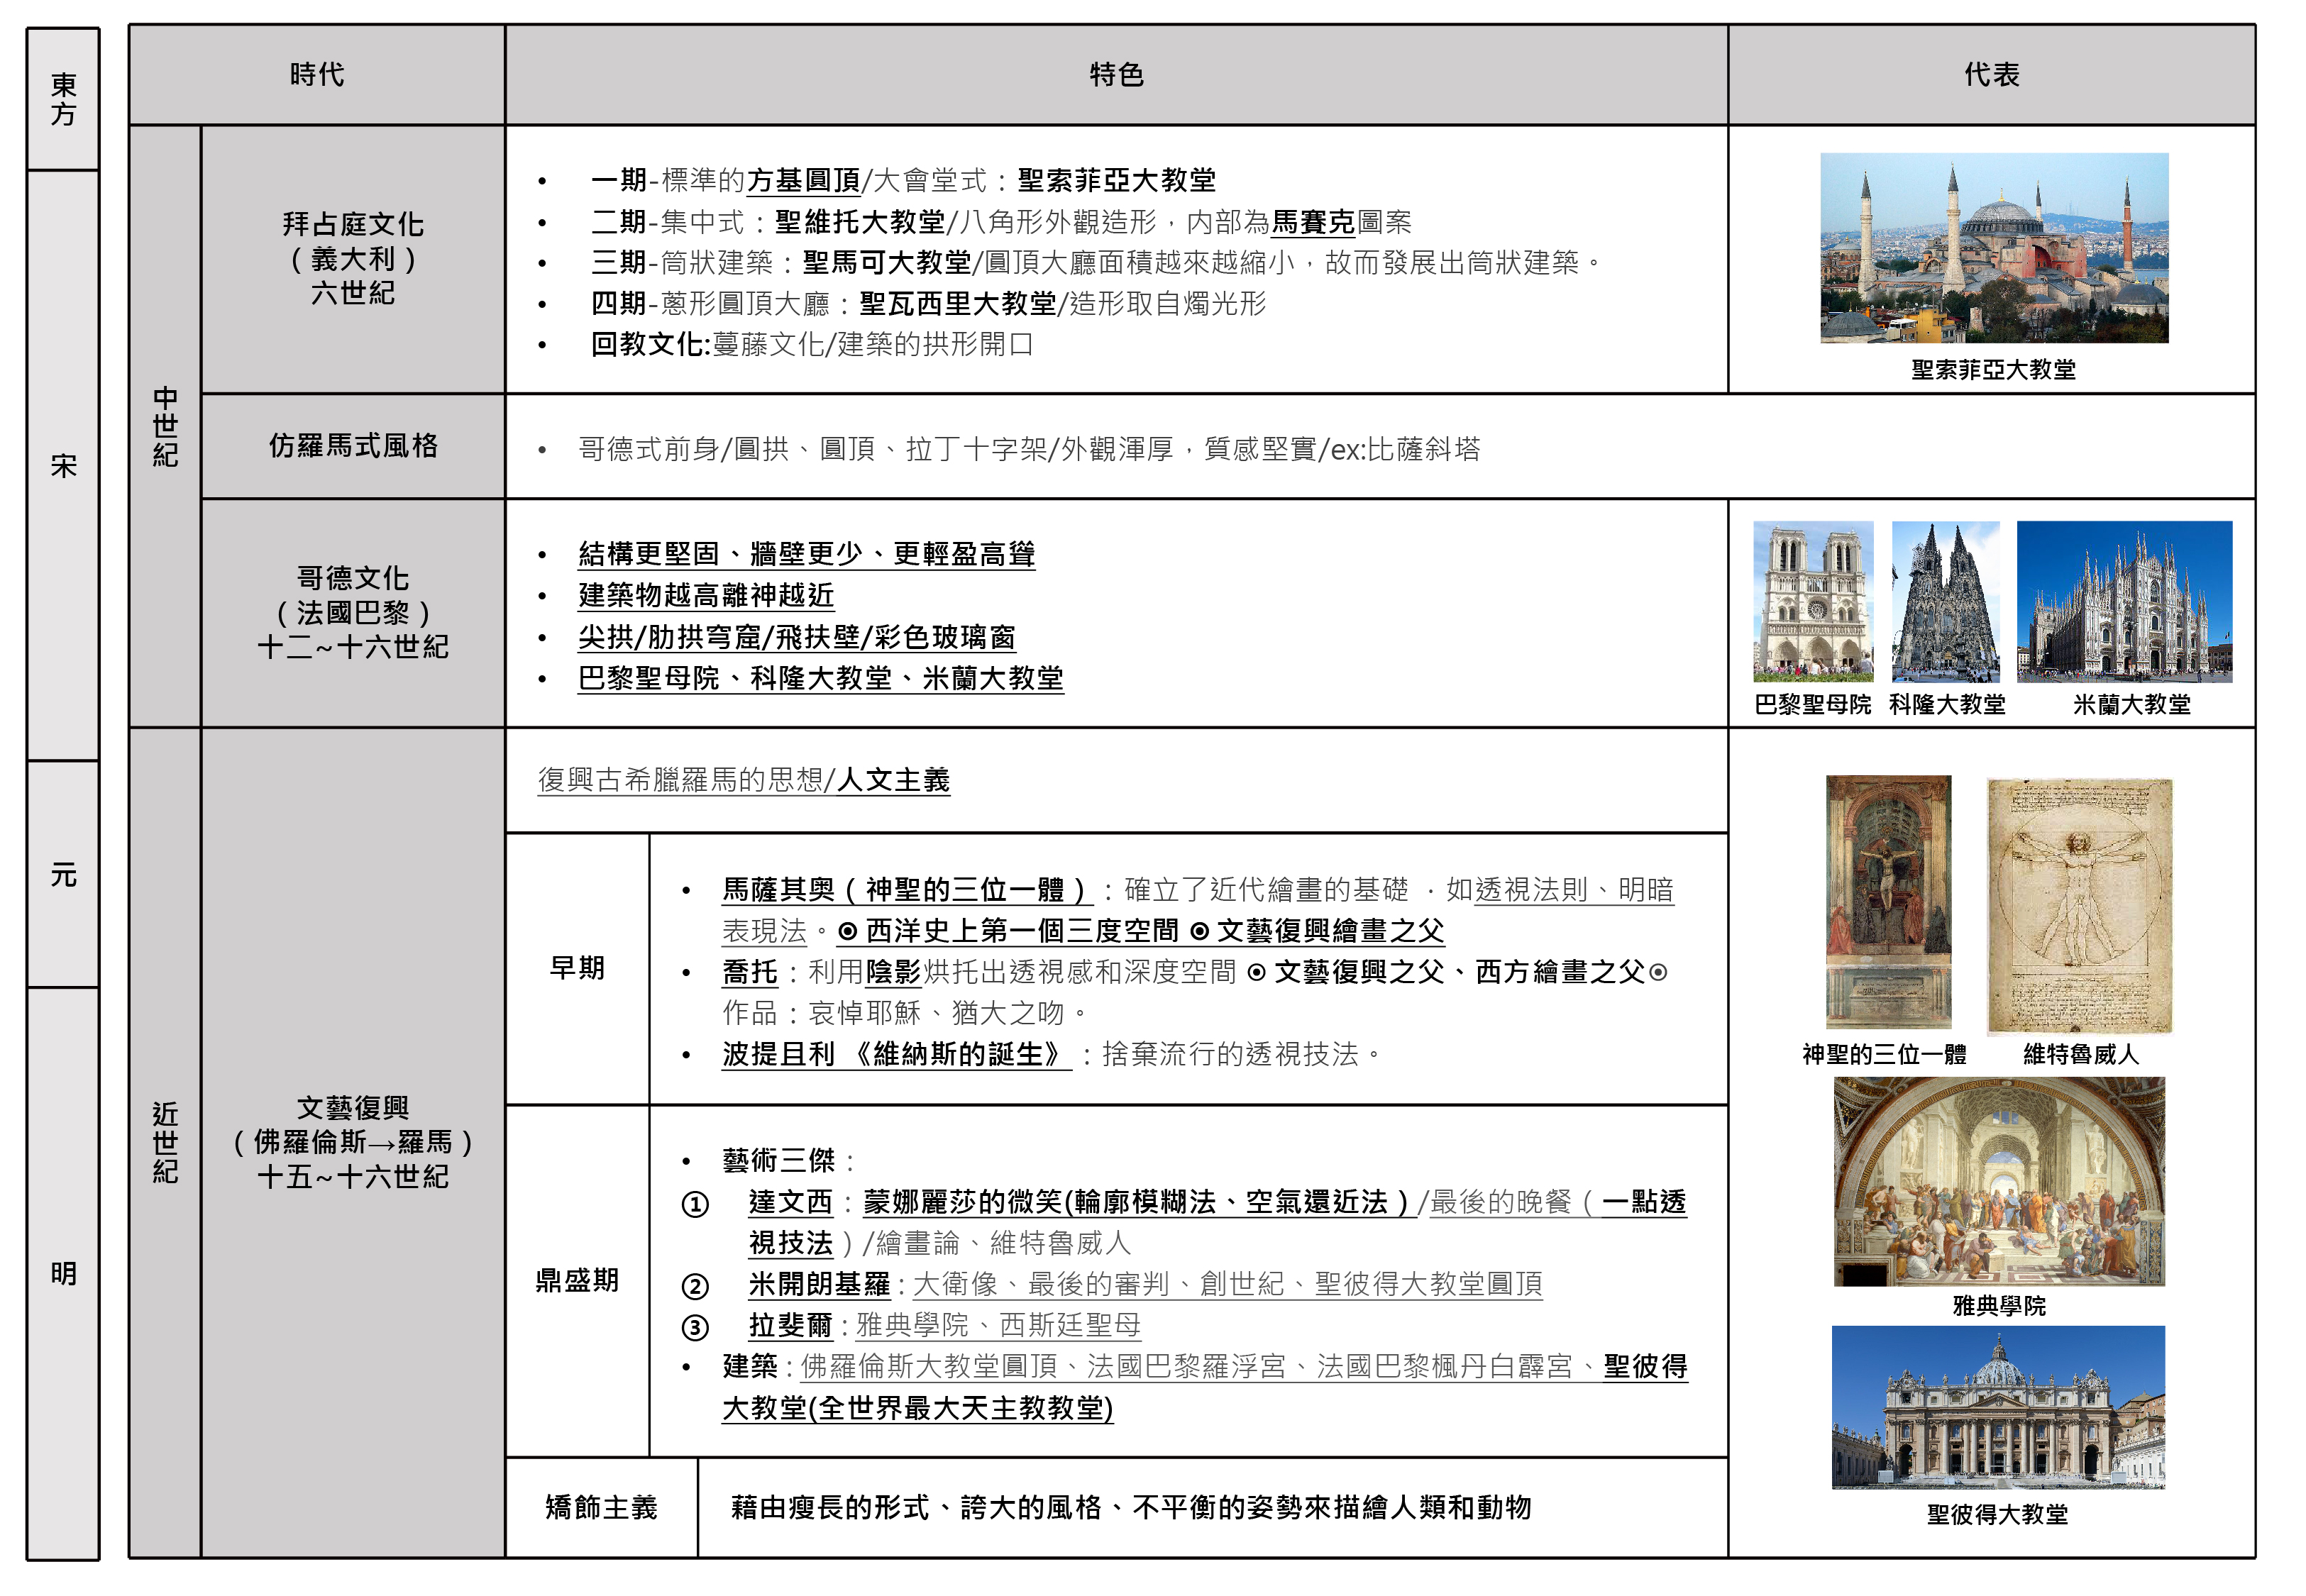 東方
宋
元
明
時代
特色
代表
中世紀
拜占庭文化
（義大利）
六世紀
• 一期-標準的方基圓頂/大會堂式：聖索菲亞大教堂
• 二期-集中式：聖維托大教堂/八角形外觀造形，内部為馬賽克圖案
• 三期-筒狀建築：聖馬可大教堂/圓頂大廳面積越來越縮小，故而發展出筒狀建築。
• 四期-蔥形圓頂大廳：聖瓦西里大教堂/造形取自燭光形
• 回教文化:蔓藤文化/建築的拱形開口
聖索菲亞大教堂
仿羅馬式風格
• 哥德式前身/圓拱、圓頂、拉丁十字架/外觀渾厚，質感堅實/ex:比薩斜塔
哥德文化
（法國巴黎）
十二~十六世紀
• 結構更堅固、牆壁更少、更輕盈高聳
• 建築物越高離神越近
• 尖拱/肋拱穹窟/飛扶壁/彩色玻璃窗
• 巴黎聖母院、科隆大教堂、米蘭大教堂
巴黎聖母院
科隆大教堂
米蘭大教堂
近世紀
文藝復興
（佛羅倫斯→羅馬）
十五~十六世紀
復興古希臘羅馬的思想/人文主義
早期
• 馬薩其奧（神聖的三位一體）：確立了近代繪畫的基礎 ．如透視法則、明暗
表現法。◉西洋史上第一個三度空間◉文藝復興繪畫之父
• 喬托：利用陰影烘托出透視感和深度空間◉文藝復興之父、西方繪畫之父◉
作品：哀悼耶穌、猶大之吻。
• 波提且利 《維納斯的誕生》：捨棄流行的透視技法。
鼎盛期
• 藝術三傑：
① 達文西：蒙娜麗莎的微笑(輪廓模糊法、空氣還近法）/最後的晚餐（一點透
視技法）/繪畫論、維特魯威人
② 米開朗基羅：大衛像、最後的審判、創世紀、聖彼得大教堂圓頂
③ 拉斐爾：雅典學院、西斯廷聖母
• 建築：佛羅倫斯大教堂圓頂、法國巴黎羅浮宮、法國巴黎楓丹白霹宮、聖彼得
大教堂(全世界最大天主教教堂)
矯飾主義
藉由瘦長的形式、誇大的風格、不平衡的姿勢來描繪人類和動物
神聖的三位一體
維特魯威人
雅典學院
聖彼得大教堂